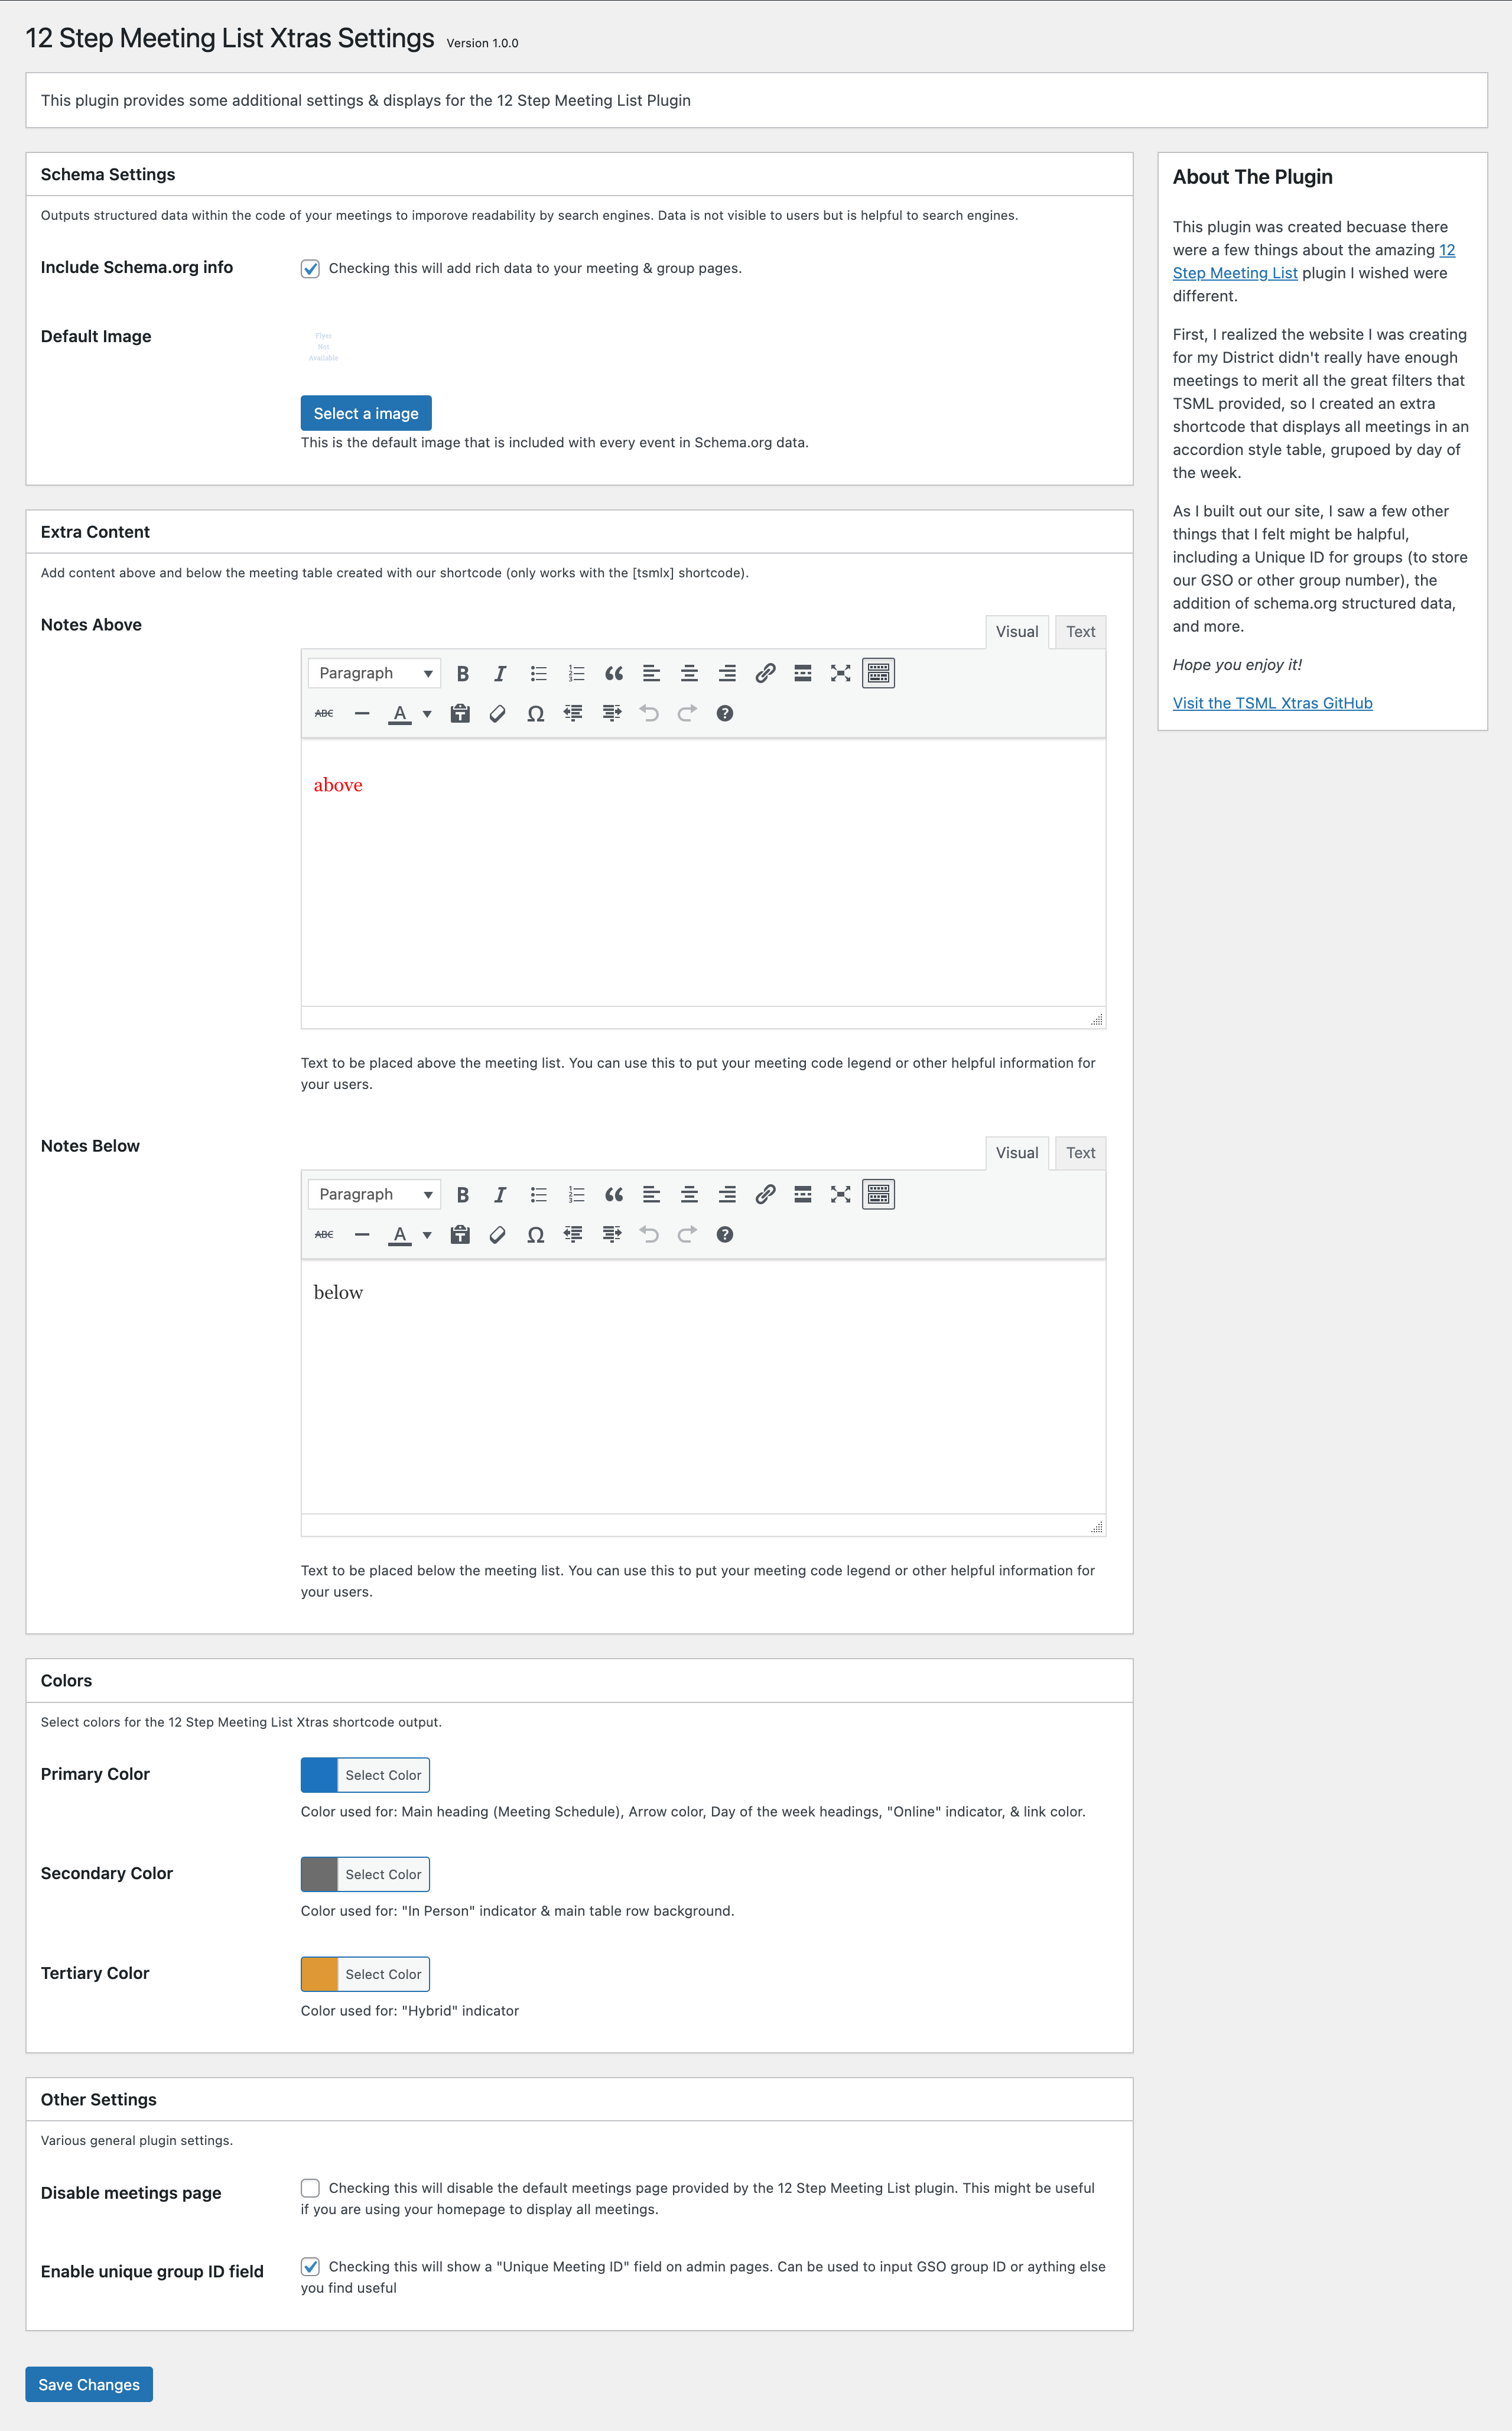 12 Step Meeting List Xtras Settings Version 1.0.0
This plugin provides some additional settings & displays for the 12 Step Meeting List Plugin
Schema Settings
Outputs structured data within the code of your meetings to imporove readability by search engines. Data is not visible to users but is helpful to search engines.
Include Schema.org info
Checking this will add rich data to your meeting & group pages.
Default Image
Flyer
Not
Available
Select a image
This is the default image that is included with every event in Schema.org data.
Extra Content
Add content above and below the meeting table created with our shortcode (only works with the [tsmlx] shortcode).
Notes Above
Visual Text
Paragraph
ABC
above
Text to be placed above the meeting list. You can use this to put your meeting code legend or other helpful information for
your users.
Notes Below
Visual Text
Paragraph
ABC
below
Text to be placed below the meeting list. You can use this to put your meeting code legend or other helpful information for
your users.
Colors
Select colors for the 12 Step Meeting List Xtras shortcode output.
Primary Color
Select Color
Color used for: Main heading (Meeting Schedule), Arrow color, Day of the week headings, "Online" indicator, & link color.
Secondary Color
Select Color
Color used for: "In Person" indicator & main table row background.
Tertiary Color
Select Color
Color used for: "Hybrid" indicator
Other Settings
Various general plugin settings.
Disable meetings page
Checking this will disable the default meetings page provided by the 12 Step Meeting List plugin. This might be useful
if you are using your homepage to display all meetings.
Enable unique group ID field
Checking this will show a "Unique Meeting ID" field on admin pages. Can be used to input GSO group ID or aything else
you find useful
Save Changes
About The Plugin
This plugin was created becuase there
were a few things about the amazing 12
Step Meeting List plugin I wished were
different.
First, I realized the website I was creating
for my District didn't really have enough
meetings to merit all the great filters that
TSML provided, so I created an extra
shortcode that displays all meetings in an
accordion style table, grupoed by day of
the week.
As I built out our site, I saw a few other
things that I felt might be halpful,
including a Unique ID for groups (to store
our GSO or other group number), the
addition of schema.org structured data,
and more.
Hope you enjoy it!
Visit the TSML Xtras GitHub